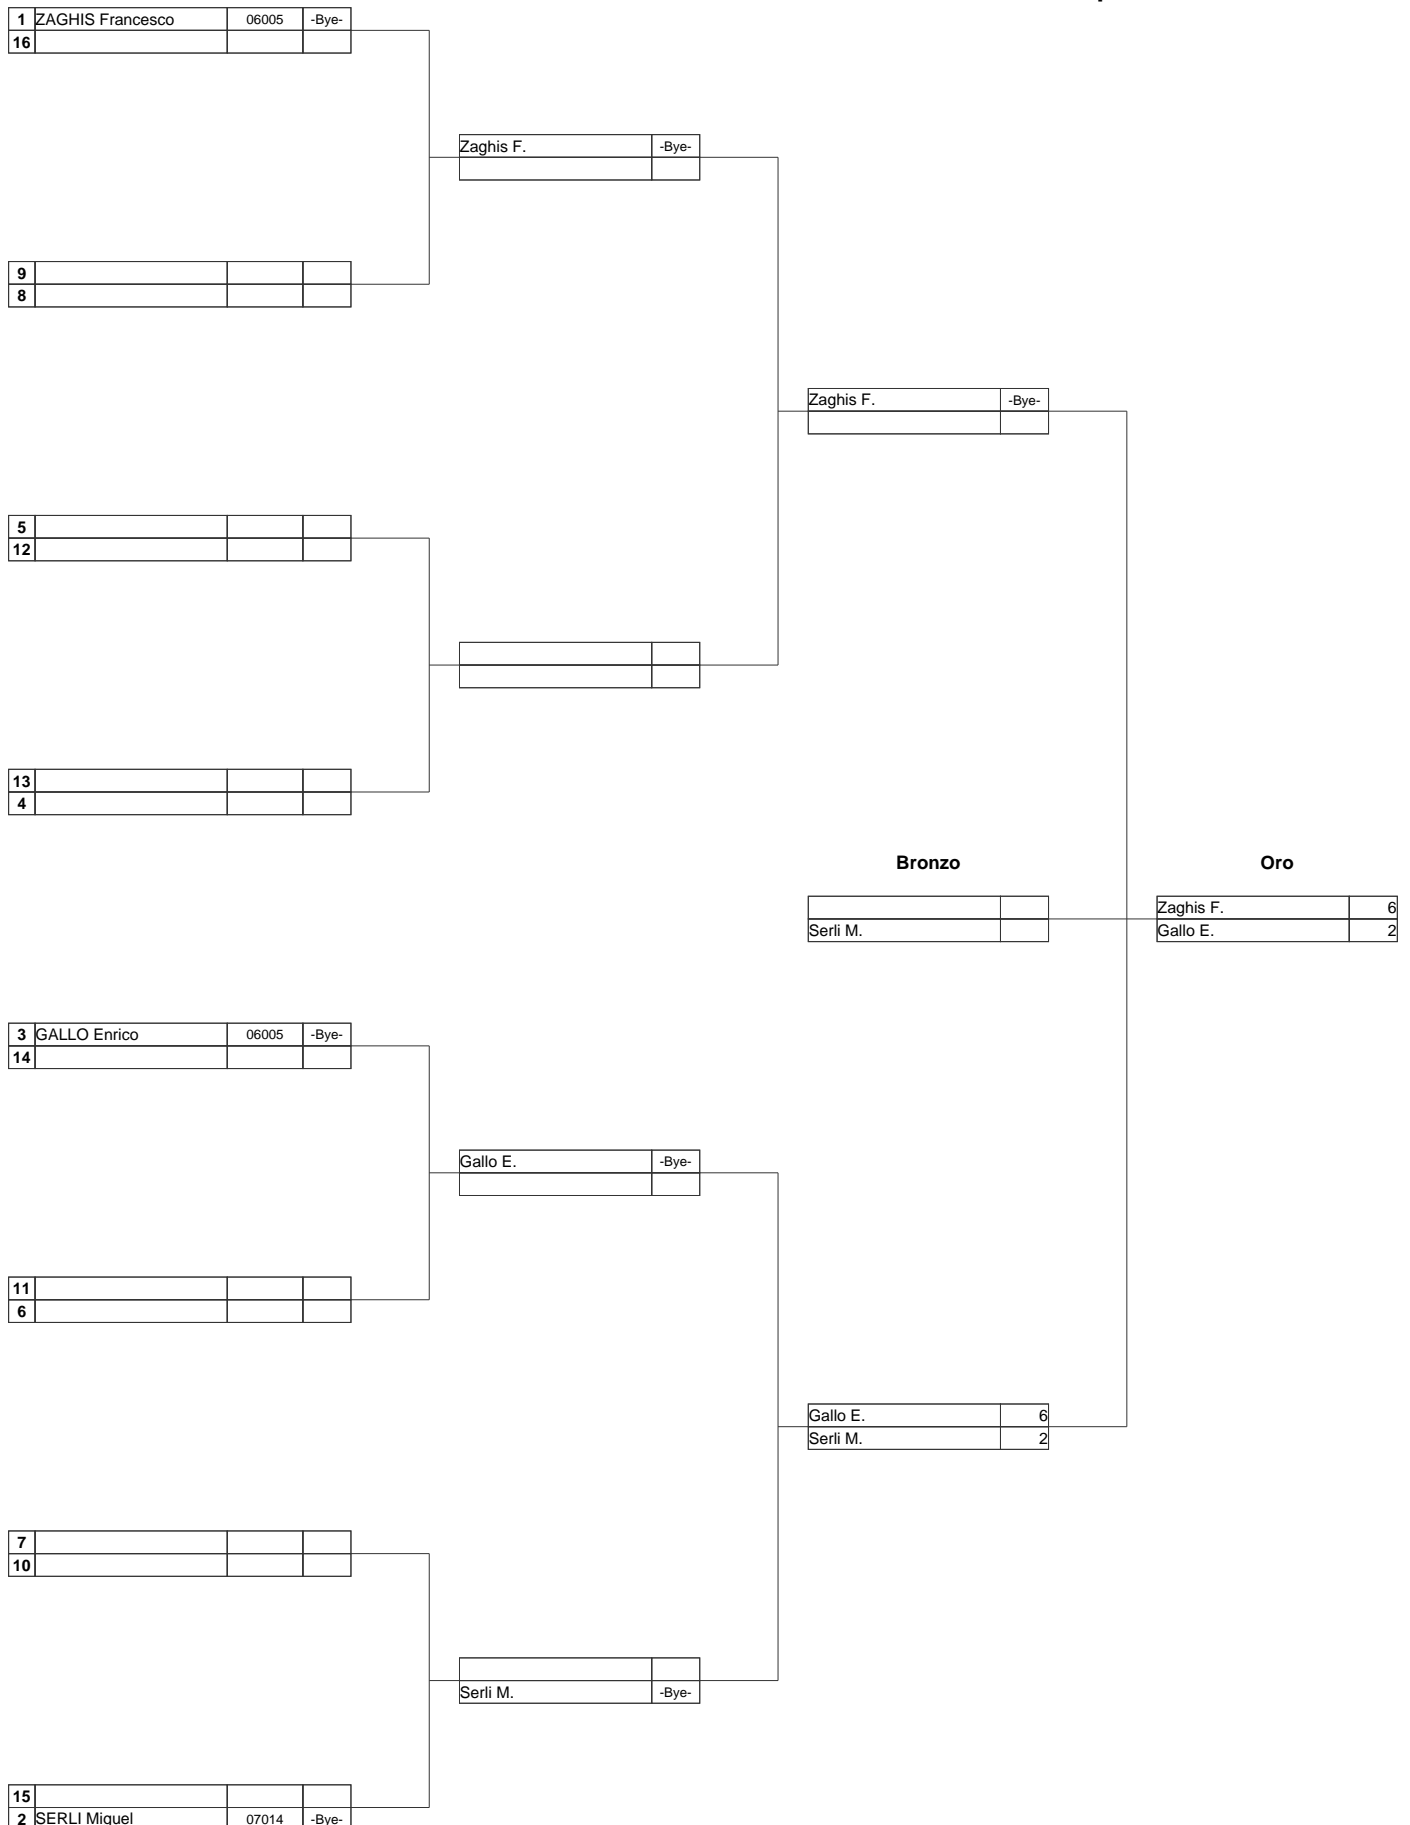 1 ZAGHIS Francesco 06005 -Bye-
16
Zaghis F. -Bye-
9
8
Zaghis F. -Bye-
5
12
13
4
Bronzo Oro
Zaghis F. 6
Serli M. Gallo E. 2
3 GALLO Enrico 06005 -Bye-
14
Gallo E. -Bye-
11
6
Gallo E. 6
Serli M. 2
7
10
Serli M. -Bye-
15
2 SERLI Miguel 07014 -Bye-